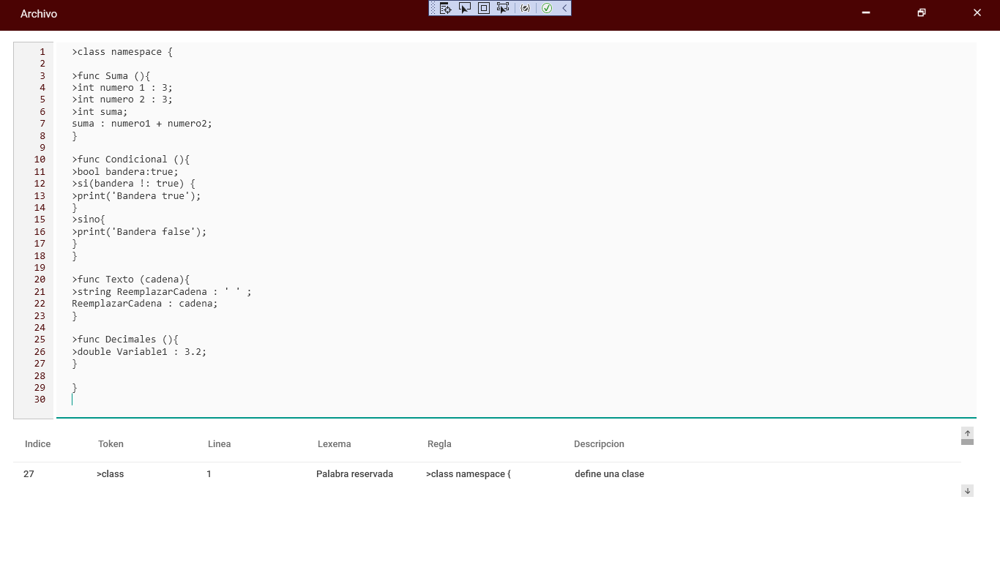 Archivo
1 >class namespace {
2
3 >func Suma (){
4 >int numero 1 : 3;
5 >int numero 2 : 3;
6 >int suma;
7 suma : numero1 + numero2;
8 }
9
10 >func Condicional (){
11 >bool bandera:true;
12 >si(bandera !: true) {
13 >print('Bandera true');
14 }
15 >sino{
16 >print('Bandera false');
17 }
18 }
19
20 >func Texto (cadena){
21 >string ReemplazarCadena : ' ' ;
22 ReemplazarCadena : cadena;
23 }
24
25 >func Decimales (){
26 >double Variable1 : 3.2;
27 }
28
29 }
30
Indice Token Linea Lexema Regla Descripcion
27 >class 1 Palabra reservada >class namespace { define una clase